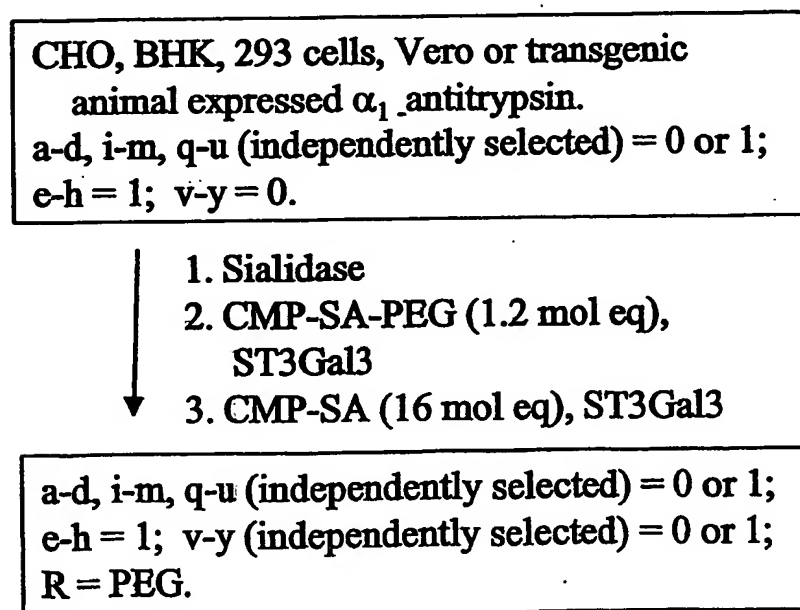 CHO, BHK, 293 cells, Vero or transgenic
animal expressed α₁ antitrypsin.
a-d, i-m, q-u (independently selected) = 0 or 1;
e-h = 1; v-y = 0.
1. Sialidase
2. CMP-SA-PEG (1.2 mol eq),
ST3Gal3
3. CMP-SA (16 mol eq), ST3Gal3
a-d, i-m, q-u (independently selected) = 0 or 1;
e-h = 1; v-y (independently selected) = 0 or 1;
R = PEG.